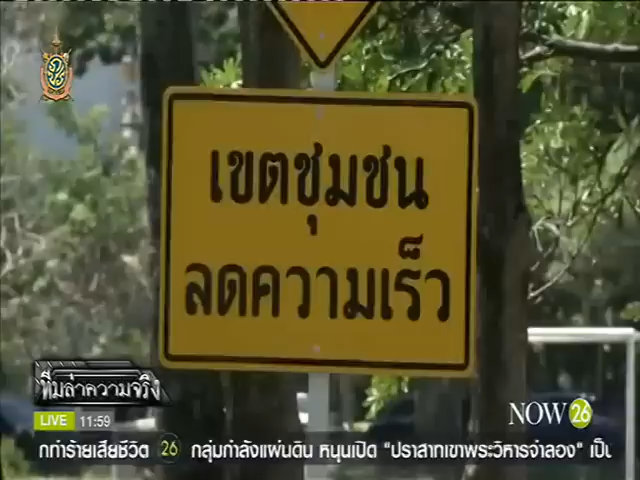 เขตชุมชน
ลดความเร็ว
ทีมล่าความจริง
LIVE 11:59
NOW 26
กทำร้ายเสียชีวิต 26 กลุ่มกำลังแผ่นดิน หนุนเปิด "ปราสาทเขาพระวิหารจำลอง" เป็น